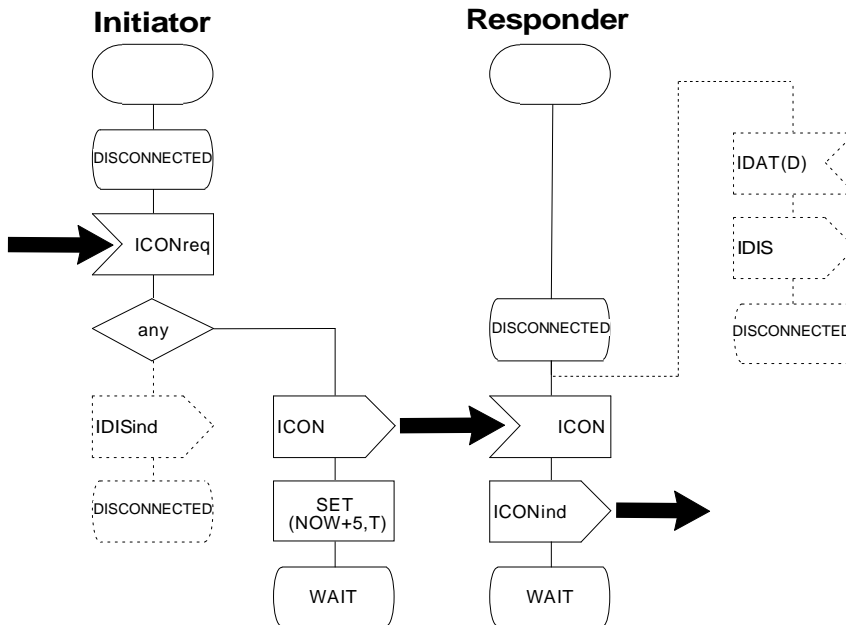 Initiator
Responder
DISCONNECTED
ICONreq
any
IDISind
DISCONNECTED
ICON
SET
(NOW+5,T)
WAIT
DISCONNECTED
ICON
ICONind
WAIT
IDAT(D)
IDIS
DISCONNECTED